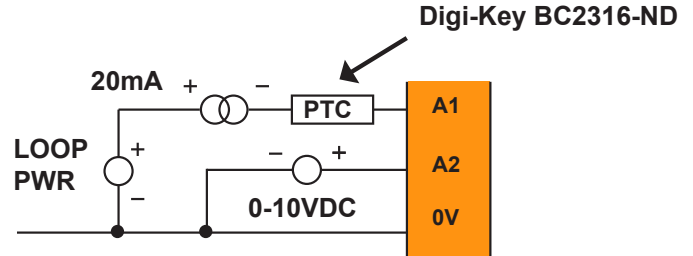 Digi-Key BC2316-ND
20mA
+
−
PTC
A1
LOOP
PWR
+
−
−
+
A2
0-10VDC
0V